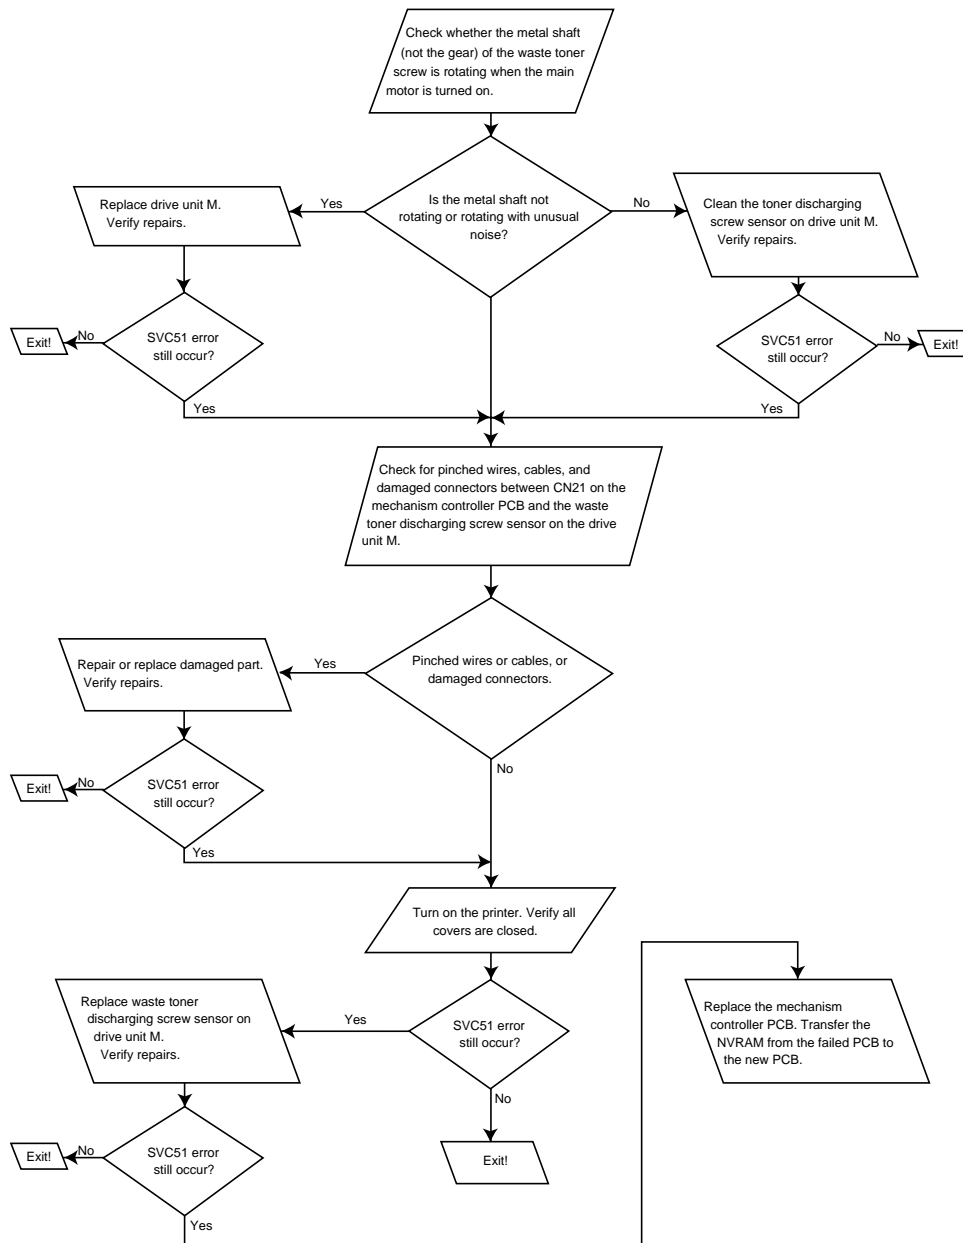 Check whether the metal shaft
(not the gear) of the waste toner
screw is rotating when the main
motor is turned on.
Is the metal shaft not
rotating or rotating with unusual
noise?
Yes
No
Replace drive unit M.
Verify repairs.
Clean the toner discharging
screw sensor on drive unit M.
Verify repairs.
SVC51 error
still occur?
No
Exit!
Yes
SVC51 error
still occur?
No
Exit!
Yes
Check for pinched wires, cables, and
damaged connectors between CN21 on the
mechanism controller PCB and the waste
toner discharging screw sensor on the drive
unit M.
Pinched wires or cables, or
damaged connectors.
Yes
No
Repair or replace damaged part.
Verify repairs.
SVC51 error
still occur?
No
Exit!
Yes
Turn on the printer. Verify all
covers are closed.
SVC51 error
still occur?
Yes
No
Exit!
Replace waste toner
discharging screw sensor on
drive unit M.
Verify repairs.
SVC51 error
still occur?
No
Exit!
Yes
Replace the mechanism
controller PCB. Transfer the
NVRAM from the failed PCB to
the new PCB.